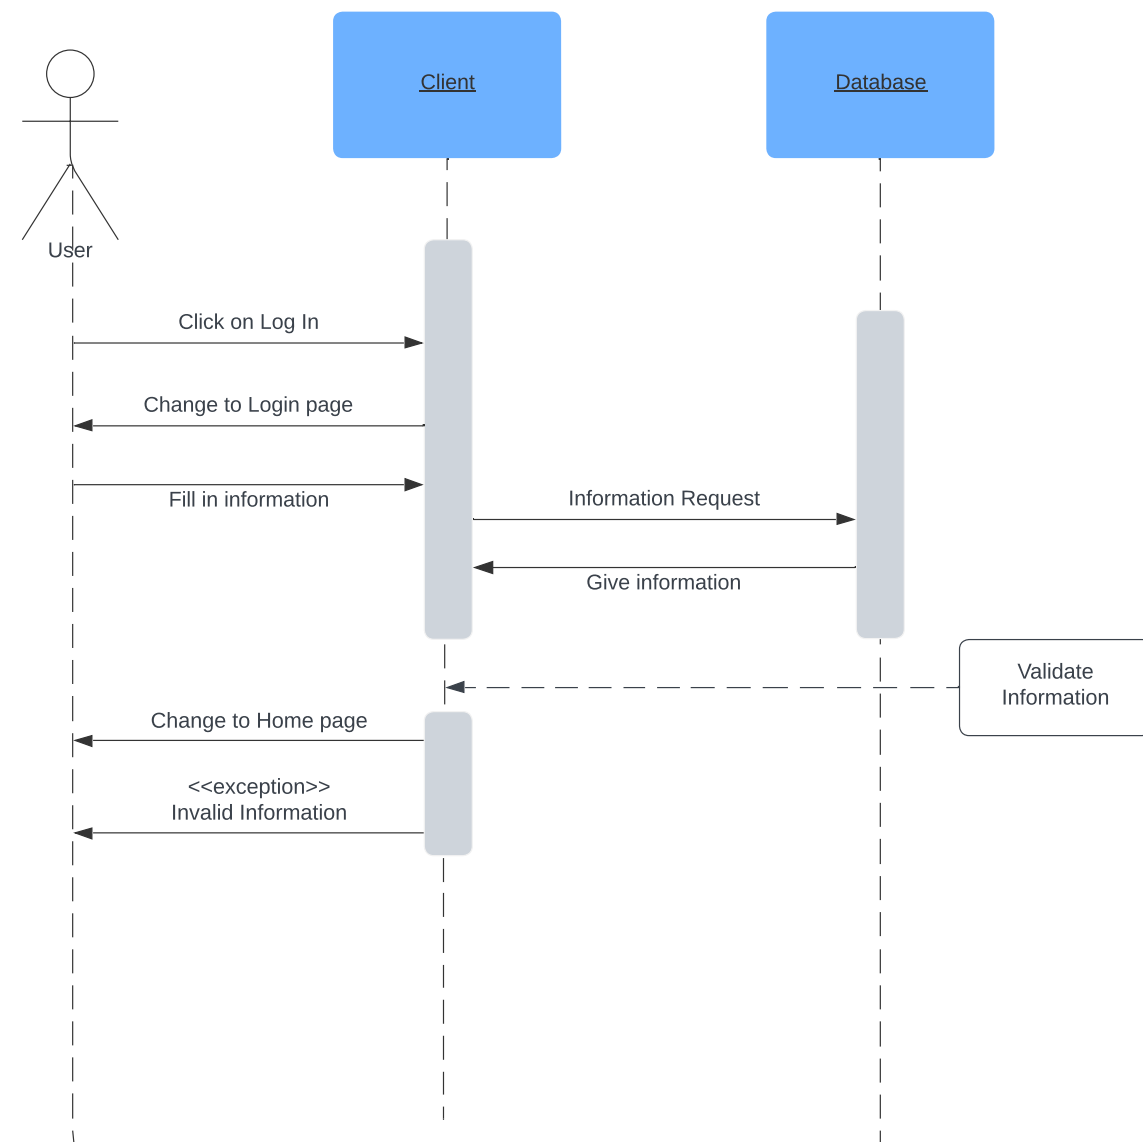 Client
Database
User
Click on Log In
Change to Login page
Fill in information
Information Request
Give information
Validate
Information
Change to Home page
<<exception>>
Invalid Information